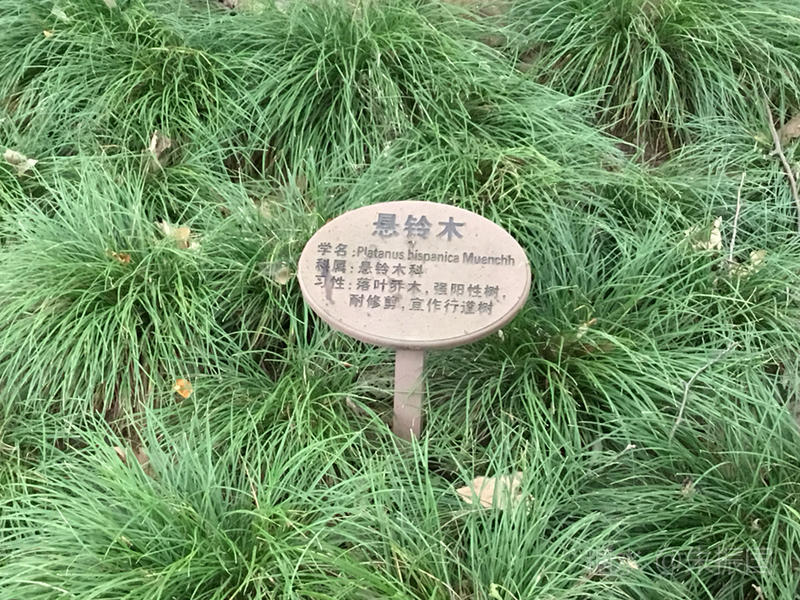 悬铃木
学名:Platanus hispanica Muenchh
科属:悬铃木科
习性:落叶乔木,强阳性树,
耐修剪,宜作行道树